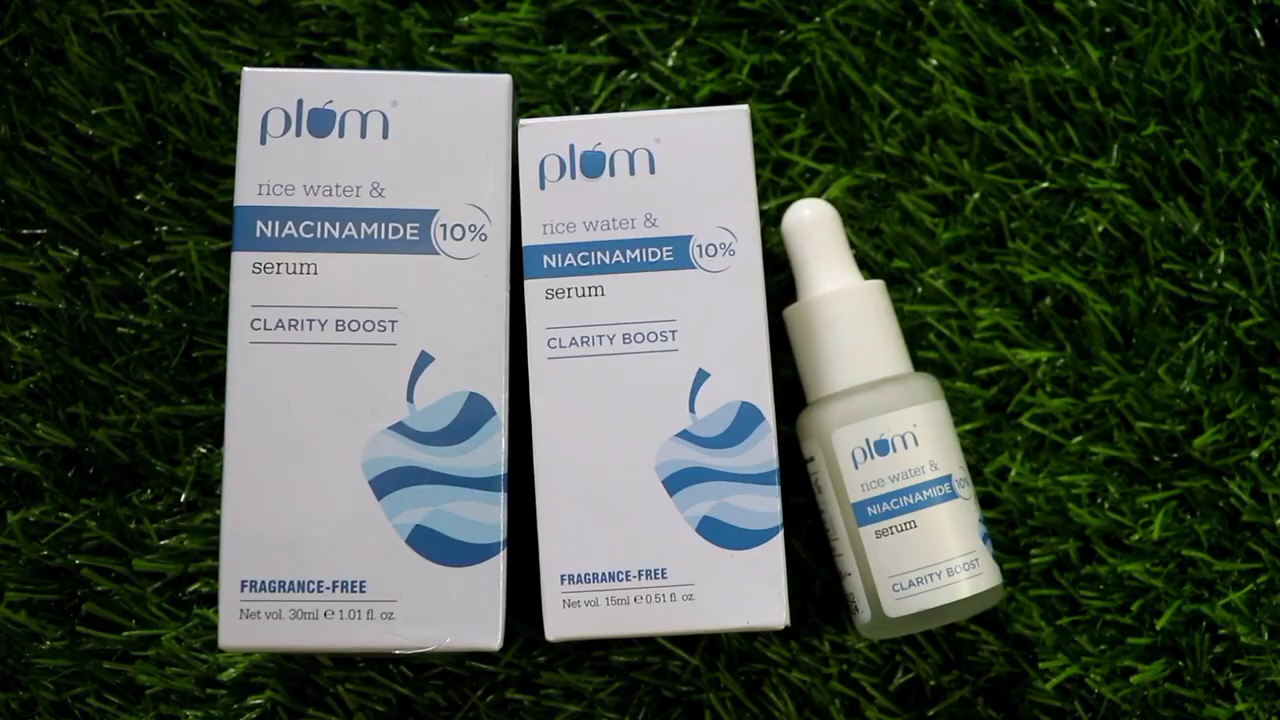 plum®
rice water &
NIACINAMIDE 10%
serum
CLARITY BOOST
FRAGRANCE-FREE
Net vol. 30ml ℮ 1.01 fl. oz.
plum®
rice water &
NIACINAMIDE 10%
serum
CLARITY BOOST
FRAGRANCE-FREE
Net vol. 15ml ℮ 0.51 fl. oz.
plum®
rice water &
NIACINAMIDE 10%
serum
CLARITY BOOST